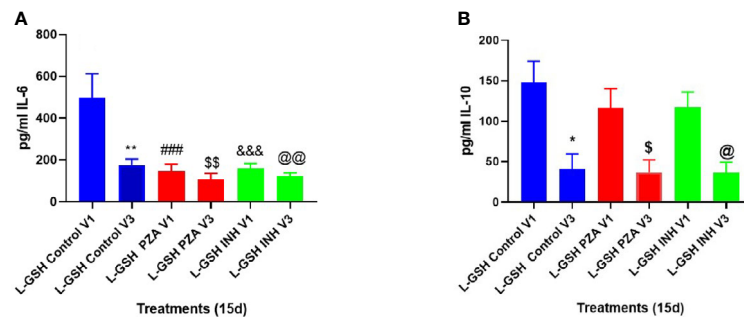 A
pg/ml IL-6
800
600
400
200
0
**
###
$$
&&&
@@
L-GSH Control V1
L-GSH Control V3
L-GSH PZA V1
L-GSH PZA V3
L-GSH INH V1
L-GSH INH V3
Treatments (15d)
B
pg/ml IL-10
200
150
100
50
0
*
$
@
L-GSH Control V1
L-GSH Control V3
L-GSH PZA V1
L-GSH PZA V3
L-GSH INH V1
L-GSH INH V3
Treatments (15d)